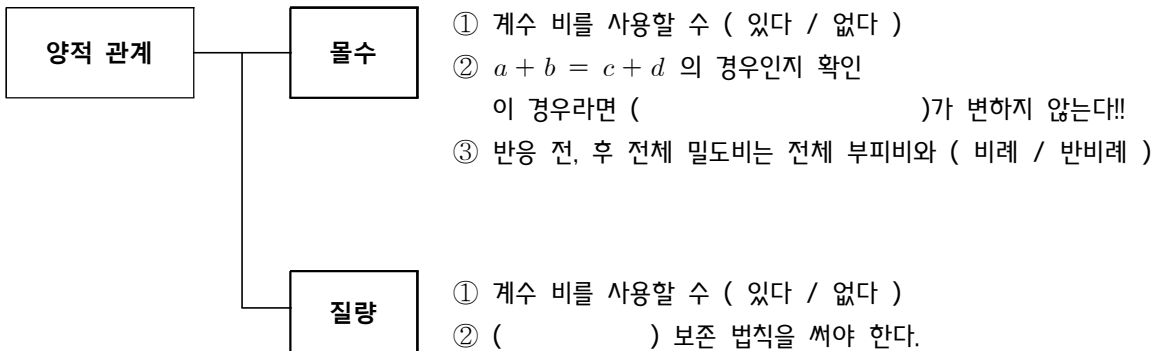 양적 관계
몰수
① 계수 비를 사용할 수 ( 있다 / 없다 )
② a + b = c + d 의 경우인지 확인
이 경우라면 ( )가 변하지 않는다!!
③ 반응 전, 후 전체 밀도비는 전체 부피비와 ( 비례 / 반비례 )
질량
① 계수 비를 사용할 수 ( 있다 / 없다 )
② ( ) 보존 법칙을 써야 한다.